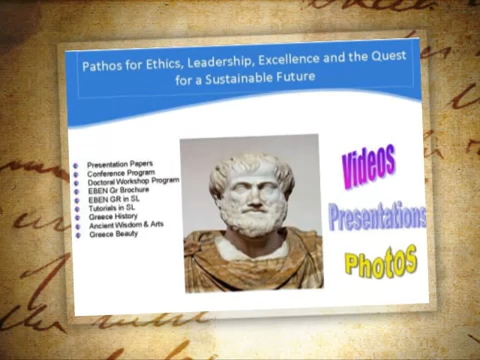 Pathos for Ethics, Leadership, Excellence and the Quest
for a Sustainable Future
Presentation Papers
Conference Program
Doctoral Workshop Program
EBEN Gr Brochure
EBEN GR in SL
Tutorials in SL
Greece History
Ancient Wisdom & Arts
Greece Beauty
Videos
Presentations
Photos